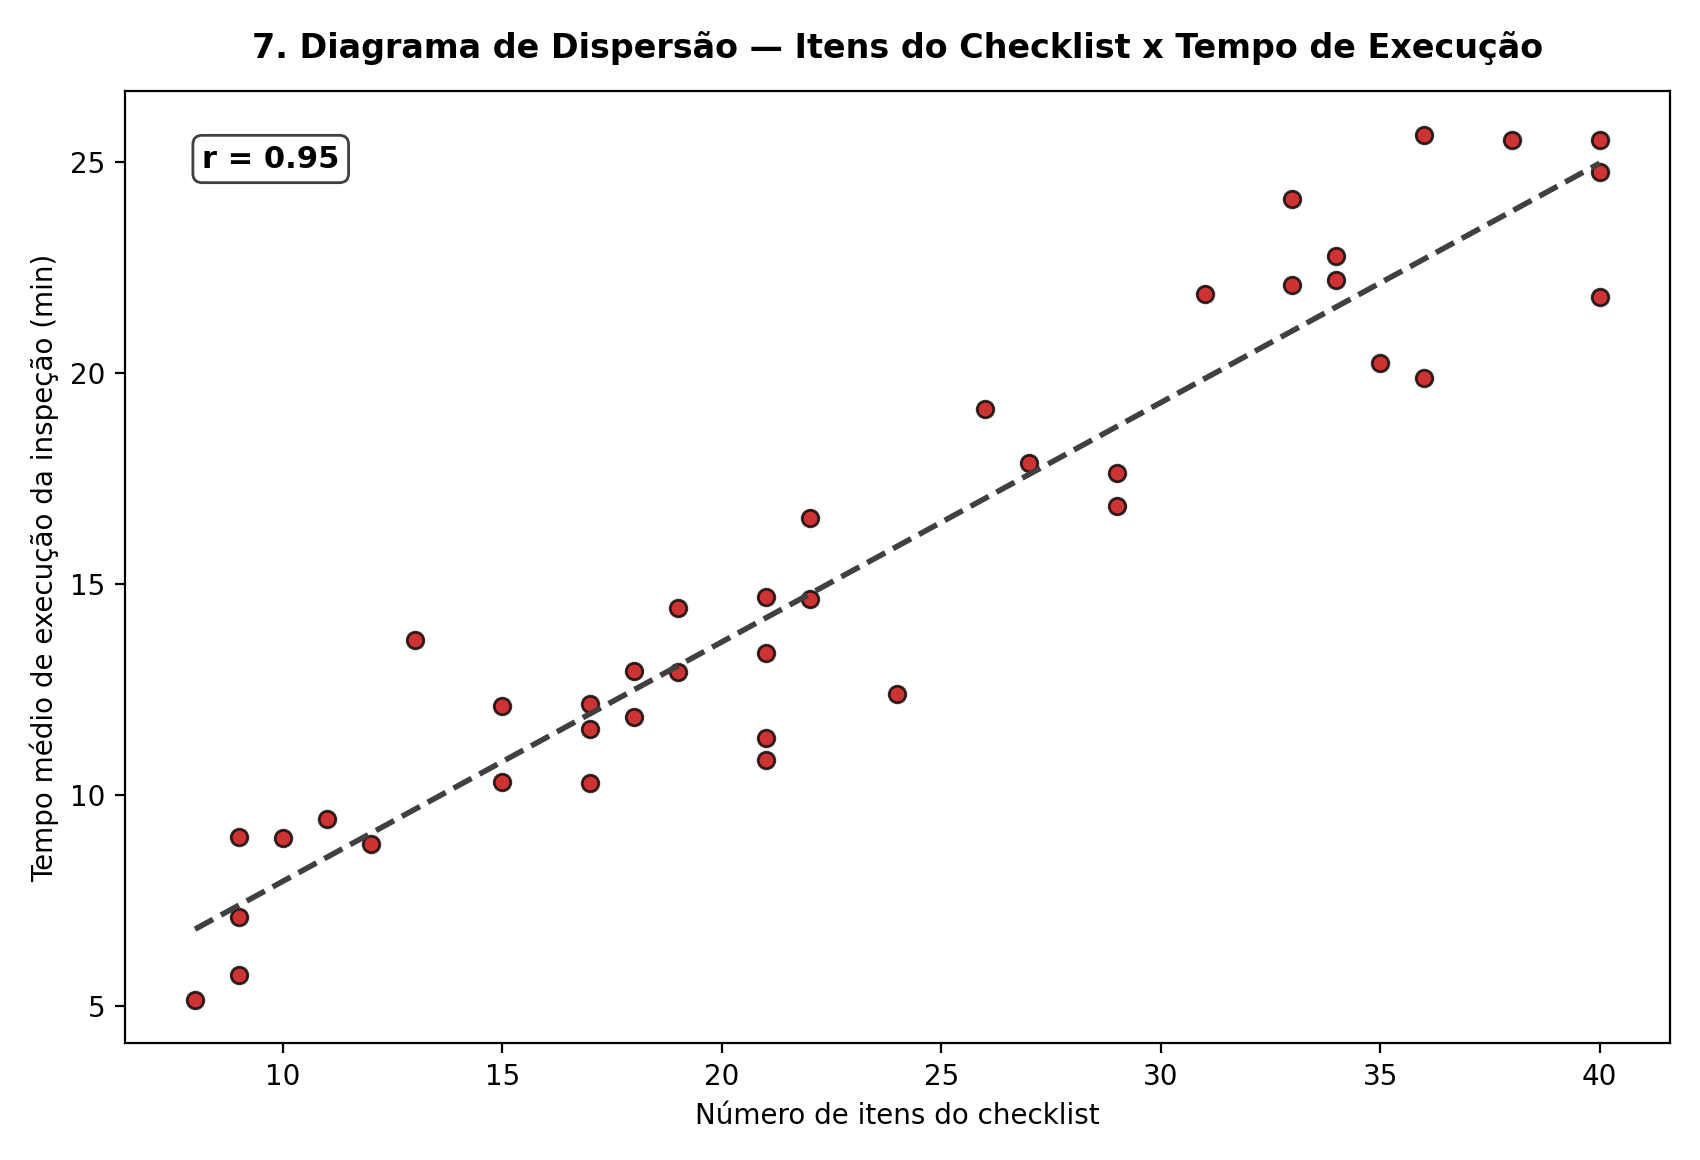 7. Diagrama de Dispersão — Itens do Checklist x Tempo de Execução
r = 0.95
Tempo médio de execução da inspeção (min)
25
20
15
10
5
10 15 20 25 30 35 40
Número de itens do checklist